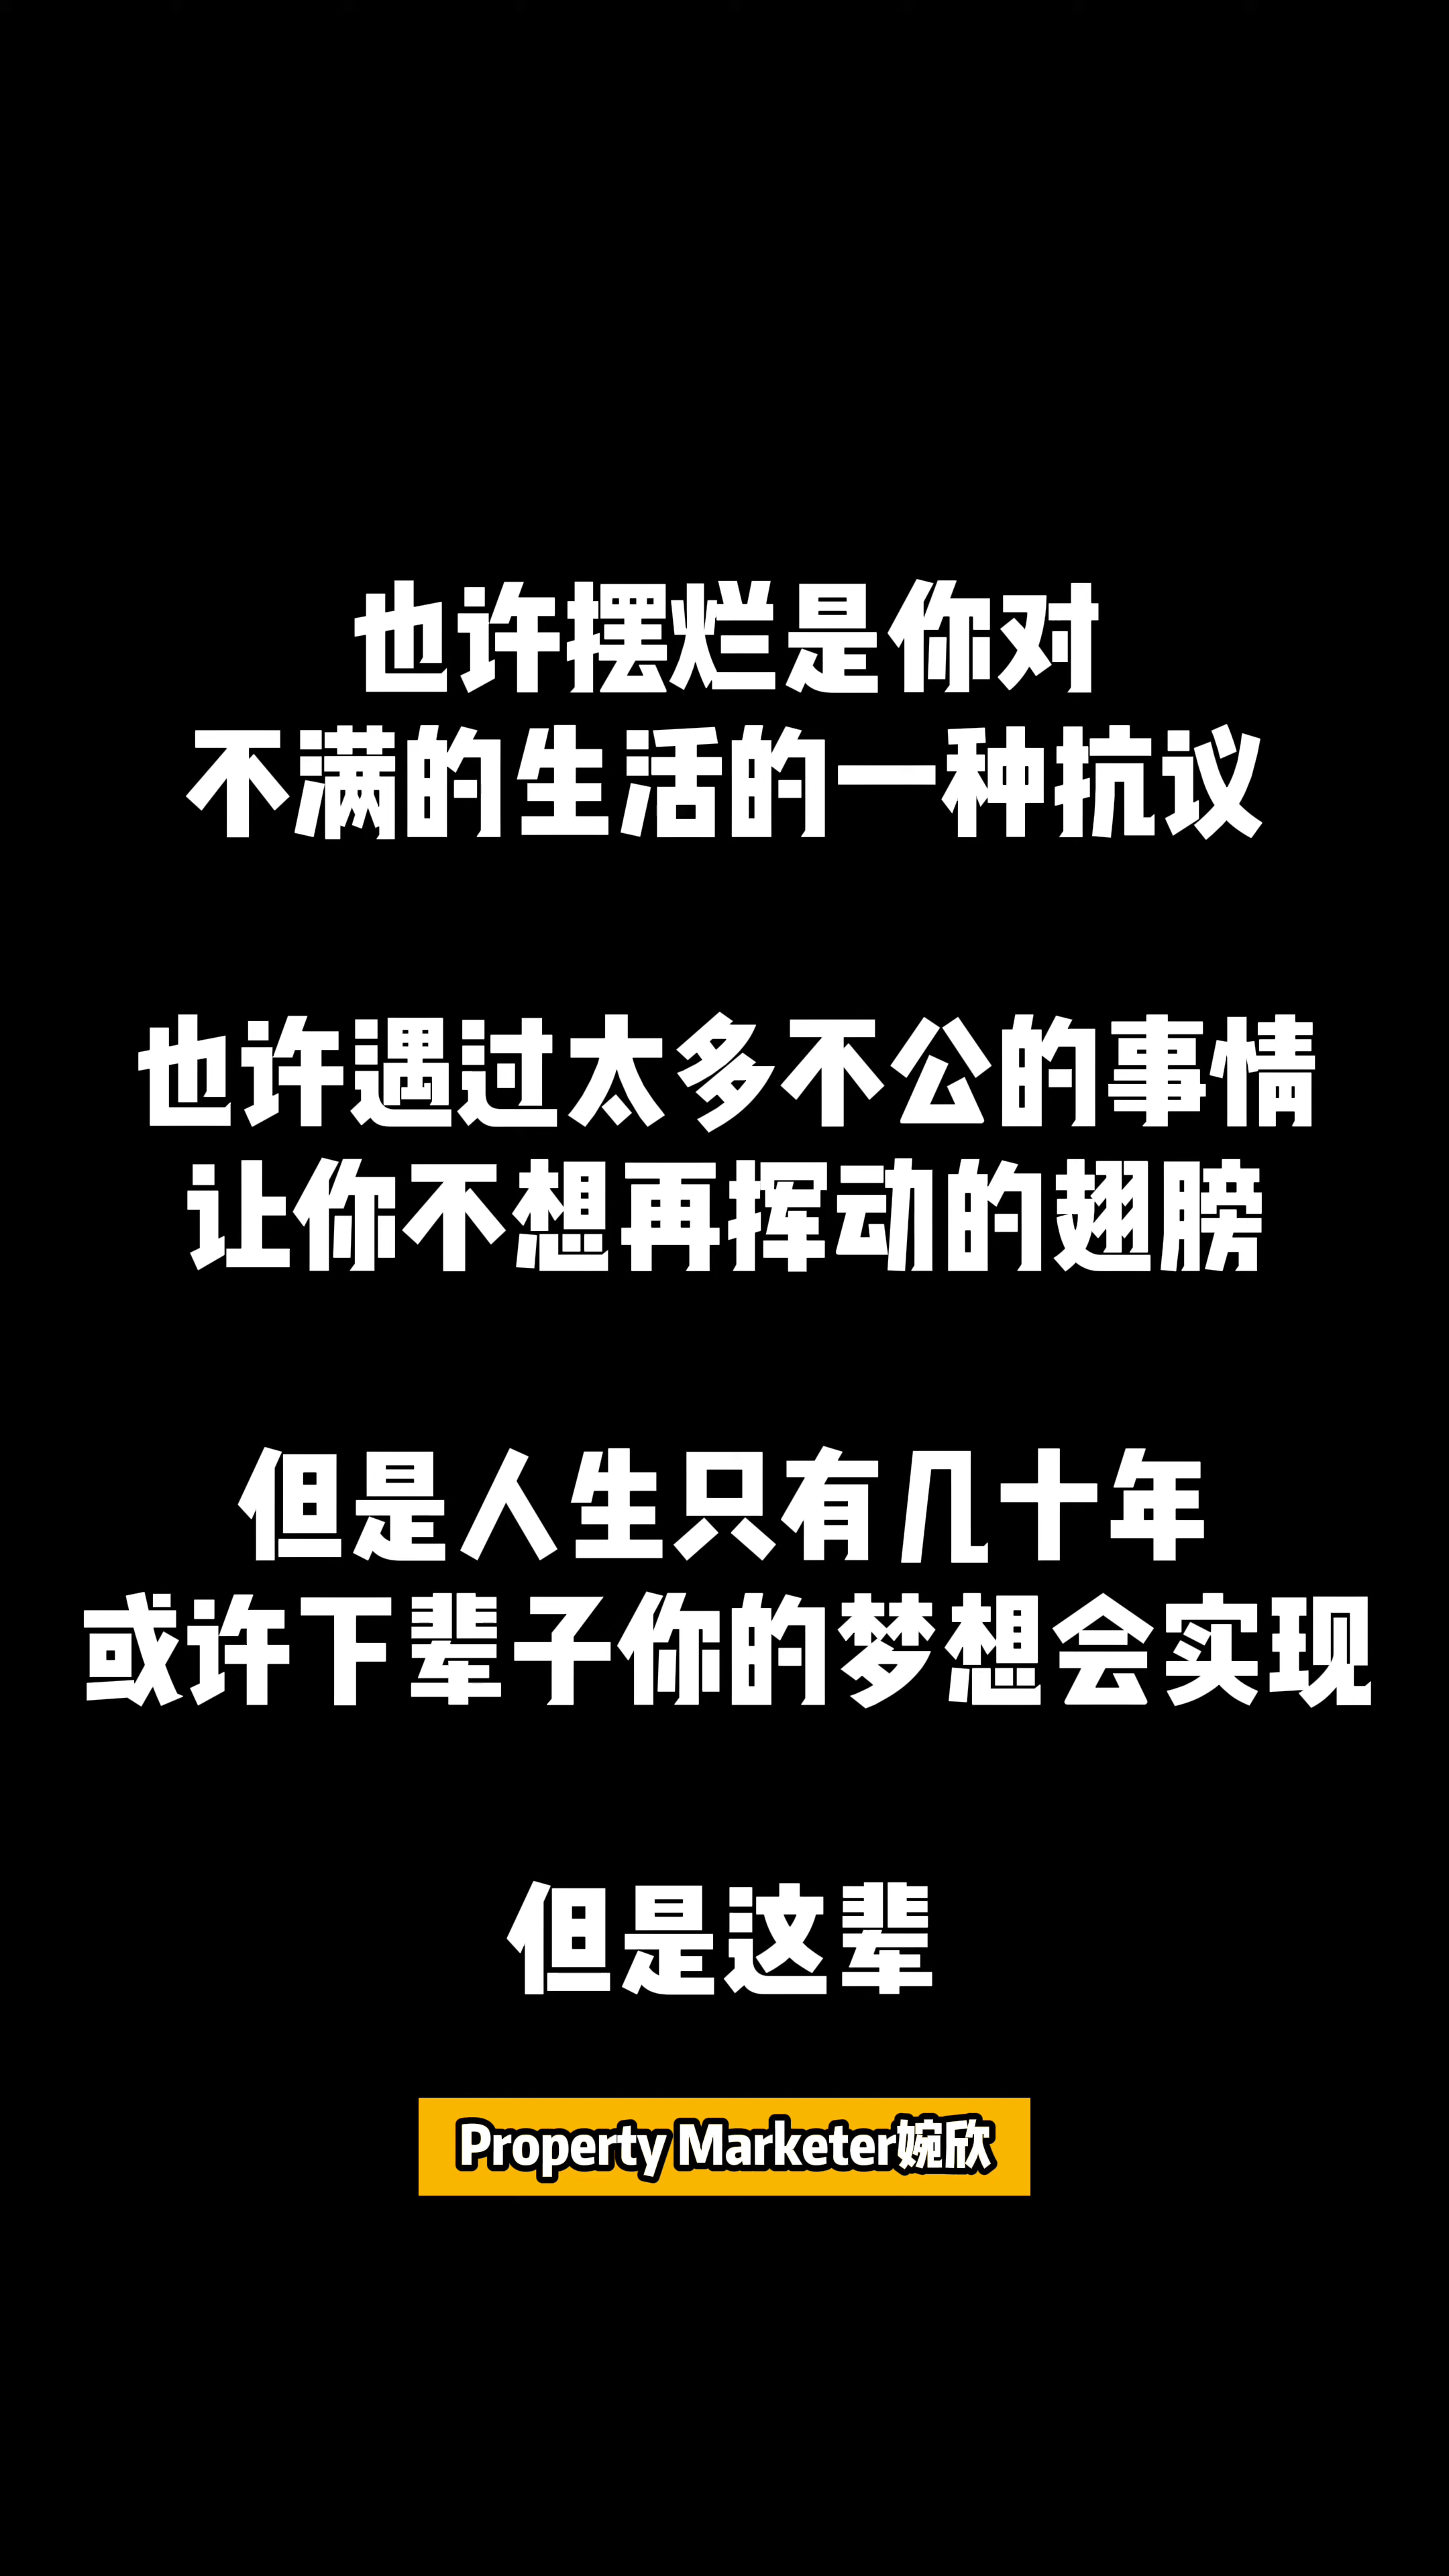 也许摆烂是你对
不满的生活的一种抗议
也许遇过太多不公的事情
让你不想再挥动的翅膀
但是人生只有几十年
或许下辈子你的梦想会实现
但是这辈
Property Marketer婉欣